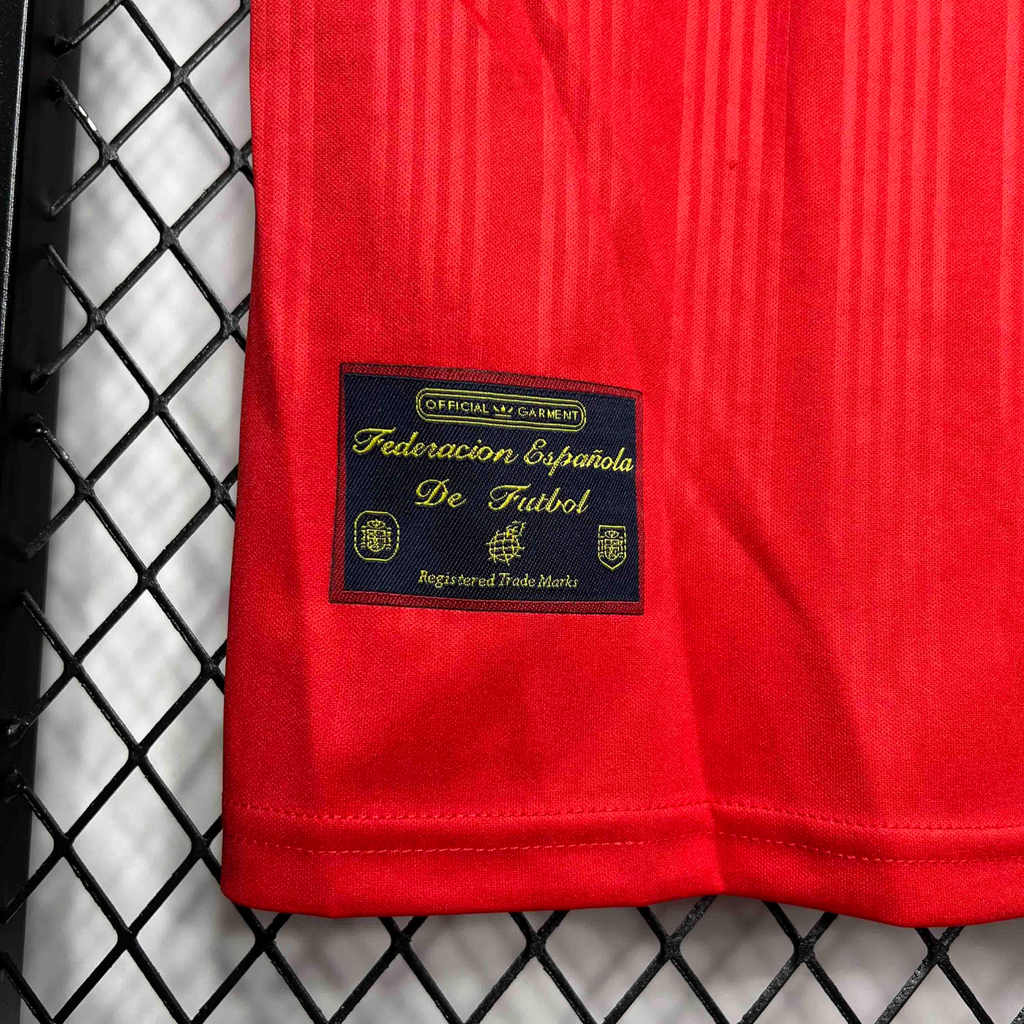 OFFICIAL GARMENT
Federacion Española
De Futbol
Registered Trade Marks